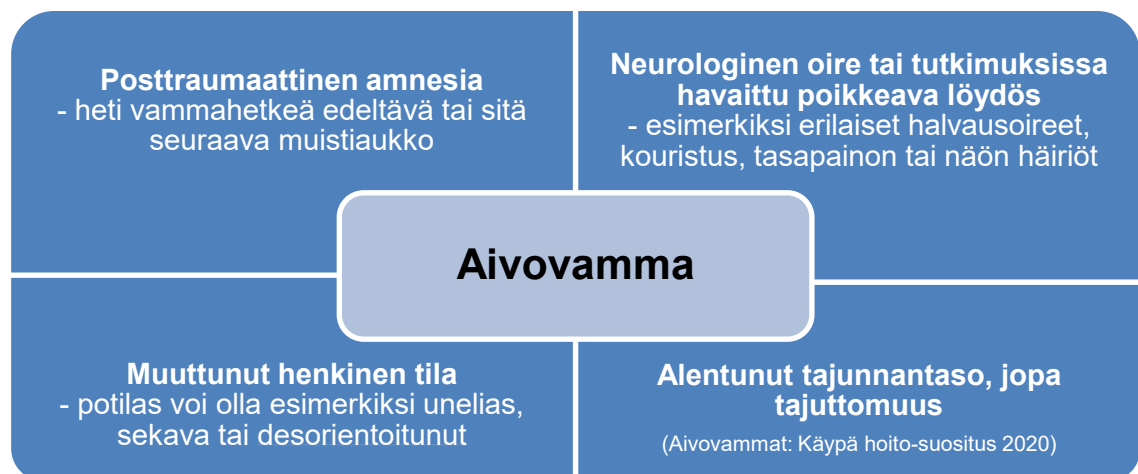 Posttraumaattinen amnesia
- heti vammahetkeä edeltävä tai sitä
seuraava muistiaukko
Neurologinen oire tai tutkimuksissa
havaittu poikkeava löydös
- esimerkiksi erilaiset halvausoireet,
kouristus, tasapainon tai näön häiriöt
Aivovamma
Muuttunut henkinen tila
- potilas voi olla esimerkiksi unelias,
sekava tai desorientoitunut
Alentunut tajunnantaso, jopa
tajuttomuus
(Aivovammat: Käypä hoito-suositus 2020)